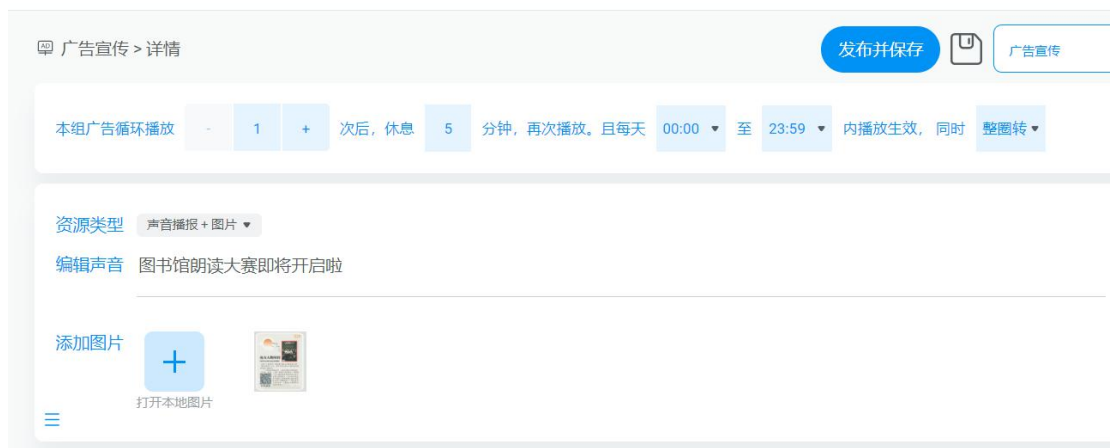 广告宣传 > 详情
发布并保存
广告宣传
本组广告循环播放 - 1 + 次后，休息 5 分钟，再次播放。且每天 00:00 至 23:59 内播放生效，同时 整圈转
资源类型 声音播报 + 图片
编辑声音 图书馆朗读大赛即将开启啦
添加图片
打开本地图片